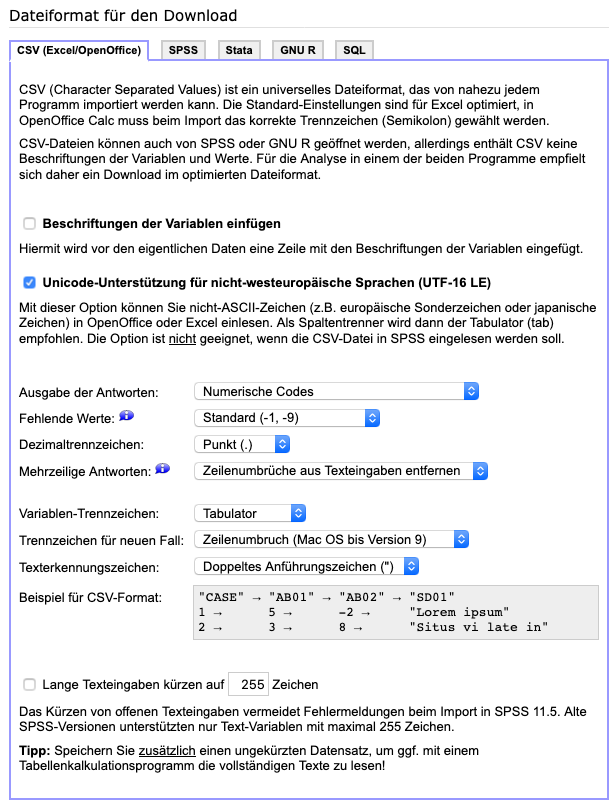 Dateiformat für den Download
CSV (Excel/OpenOffice) SPSS Stata GNU R SQL
CSV (Character Separated Values) ist ein universelles Dateiformat, das von nahezu jedem
Programm importiert werden kann. Die Standard-Einstellungen sind für Excel optimiert, in
OpenOffice Calc muss beim Import das korrekte Trennzeichen (Semikolon) gewählt werden.
CSV-Dateien können auch von SPSS oder GNU R geöffnet werden, allerdings enthält CSV keine
Beschriftungen der Variablen und Werte. Für die Analyse in einem der beiden Programme empfielt
sich daher ein Download im optimierten Dateiformat.
Beschriftungen der Variablen einfügen
Hiermit wird vor den eigentlichen Daten eine Zeile mit den Beschriftungen der Variablen eingefügt.
Unicode-Unterstützung für nicht-westeuropäische Sprachen (UTF-16 LE)
Mit dieser Option können Sie nicht-ASCII-Zeichen (z.B. europäische Sonderzeichen oder japanische
Zeichen) in OpenOffice oder Excel einlesen. Als Spaltentrenner wird dann der Tabulator (tab)
empfohlen. Die Option ist nicht geeignet, wenn die CSV-Datei in SPSS eingelesen werden soll.
Ausgabe der Antworten: Numerische Codes
Fehlende Werte: Standard (-1, -9)
Dezimaltrennzeichen: Punkt (.)
Mehrzeilige Antworten: Zeilenumbrüche aus Texteingaben entfernen
Variablen-Trennzeichen: Tabulator
Trennzeichen für neuen Fall: Zeilenumbruch (Mac OS bis Version 9)
Texterkennungszeichen: Doppeltes Anführungszeichen (")
Beispiel für CSV-Format: "CASE" → "AB01" → "AB02" → "SD01"
1 → 5 → -2 → "Lorem ipsum"
2 → 3 → 8 → "Situs vi late in"
Lange Texteingaben kürzen auf 255 Zeichen
Das Kürzen von offenen Texteingaben vermeidet Fehlermeldungen beim Import in SPSS 11.5. Alte
SPSS-Versionen unterstützten nur Text-Variablen mit maximal 255 Zeichen.
Tipp: Speichern Sie zusätzlich einen ungekürzten Datensatz, um ggf. mit einem
Tabellenkalkulationsprogramm die vollständigen Texte zu lesen!